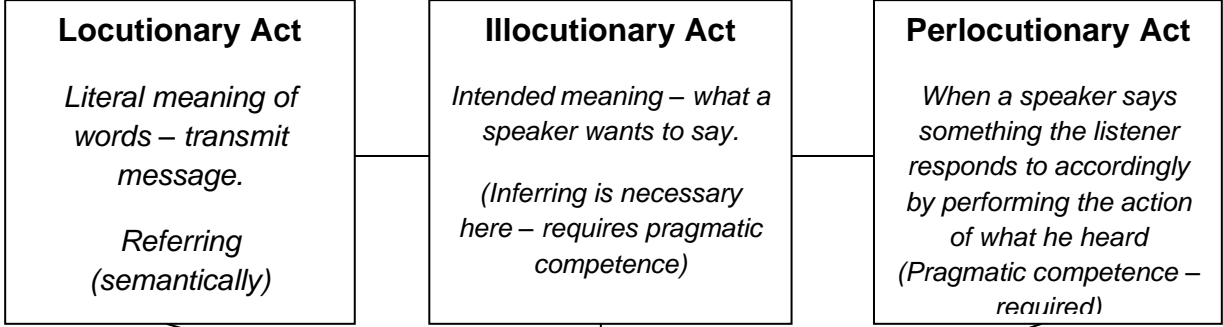 Locutionary Act
Literal meaning of
words – transmit
message.
Referring
(semantically)
Illocutionary Act
Intended meaning – what a
speaker wants to say.
(Inferring is necessary
here – requires pragmatic
competence)
Perlocutionary Act
When a speaker says
something the listener
responds to accordingly
by performing the action
of what he heard
(Pragmatic competence –
required)